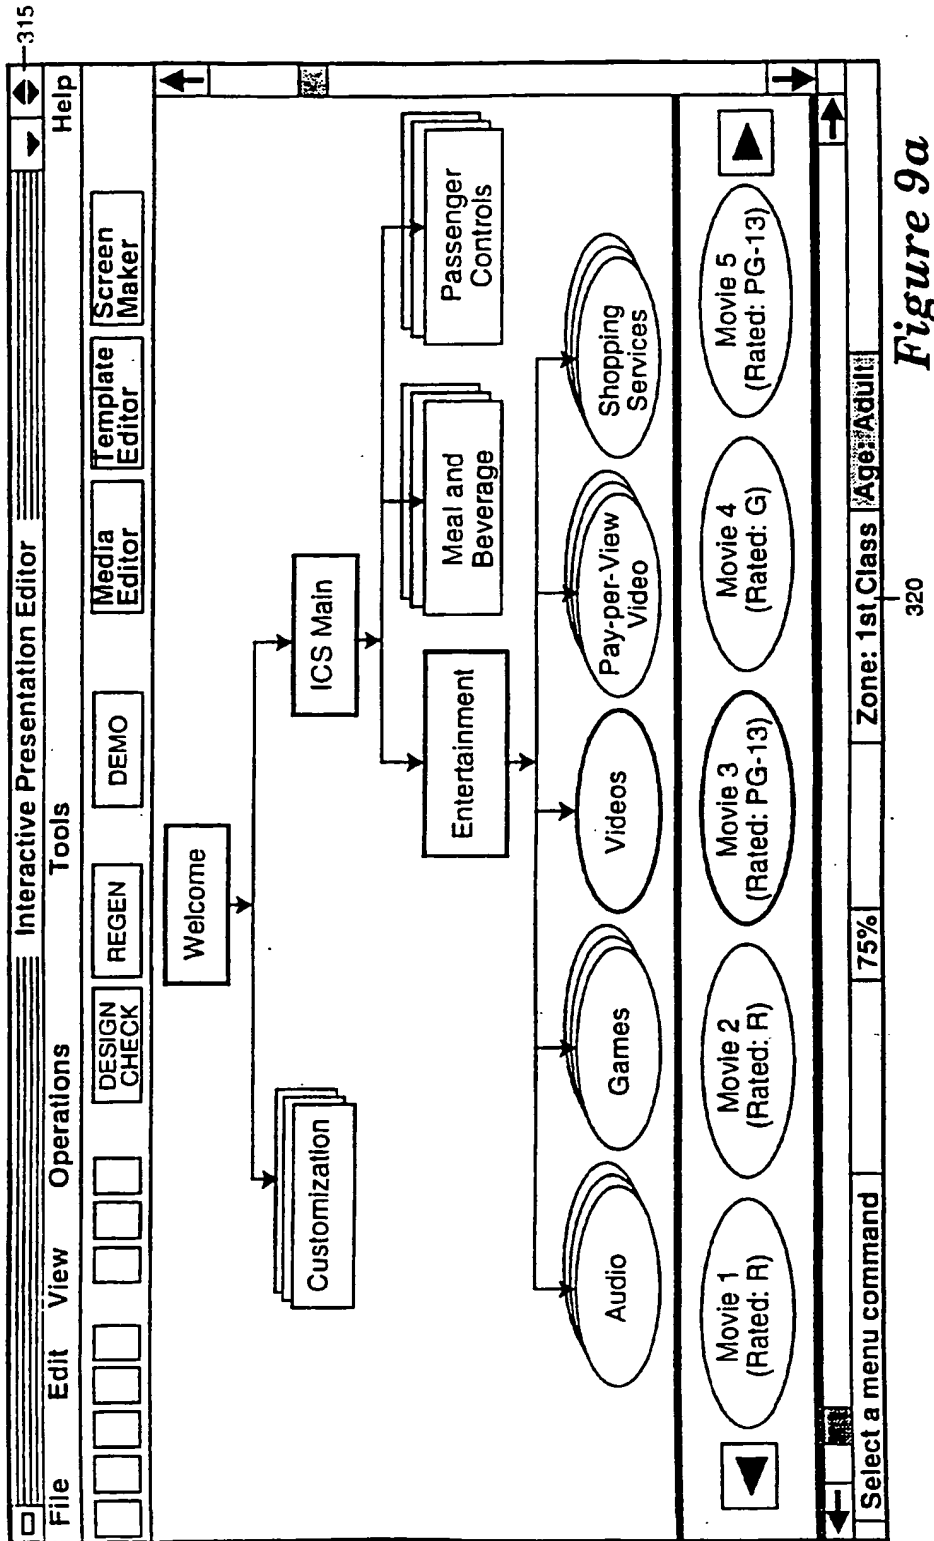 Interactive Presentation Editor
315
File Edit View Operations Tools Help
DESIGN
CHECK
REGEN
DEMO
Media
Editor
Template
Editor
Screen
Maker
Welcome
Customization
ICS Main
Entertainment
Meal and
Beverage
Passenger
Controls
Audio
Games
Videos
Pay-per-View
Video
Shopping
Services
Movie 1
(Rated: R)
Movie 2
(Rated: R)
Movie 3
(Rated: PG-13)
Movie 4
(Rated: G)
Movie 5
(Rated: PG-13)
Select a menu command 75% Zone: 1st Class Age: Adult
320
Figure 9a